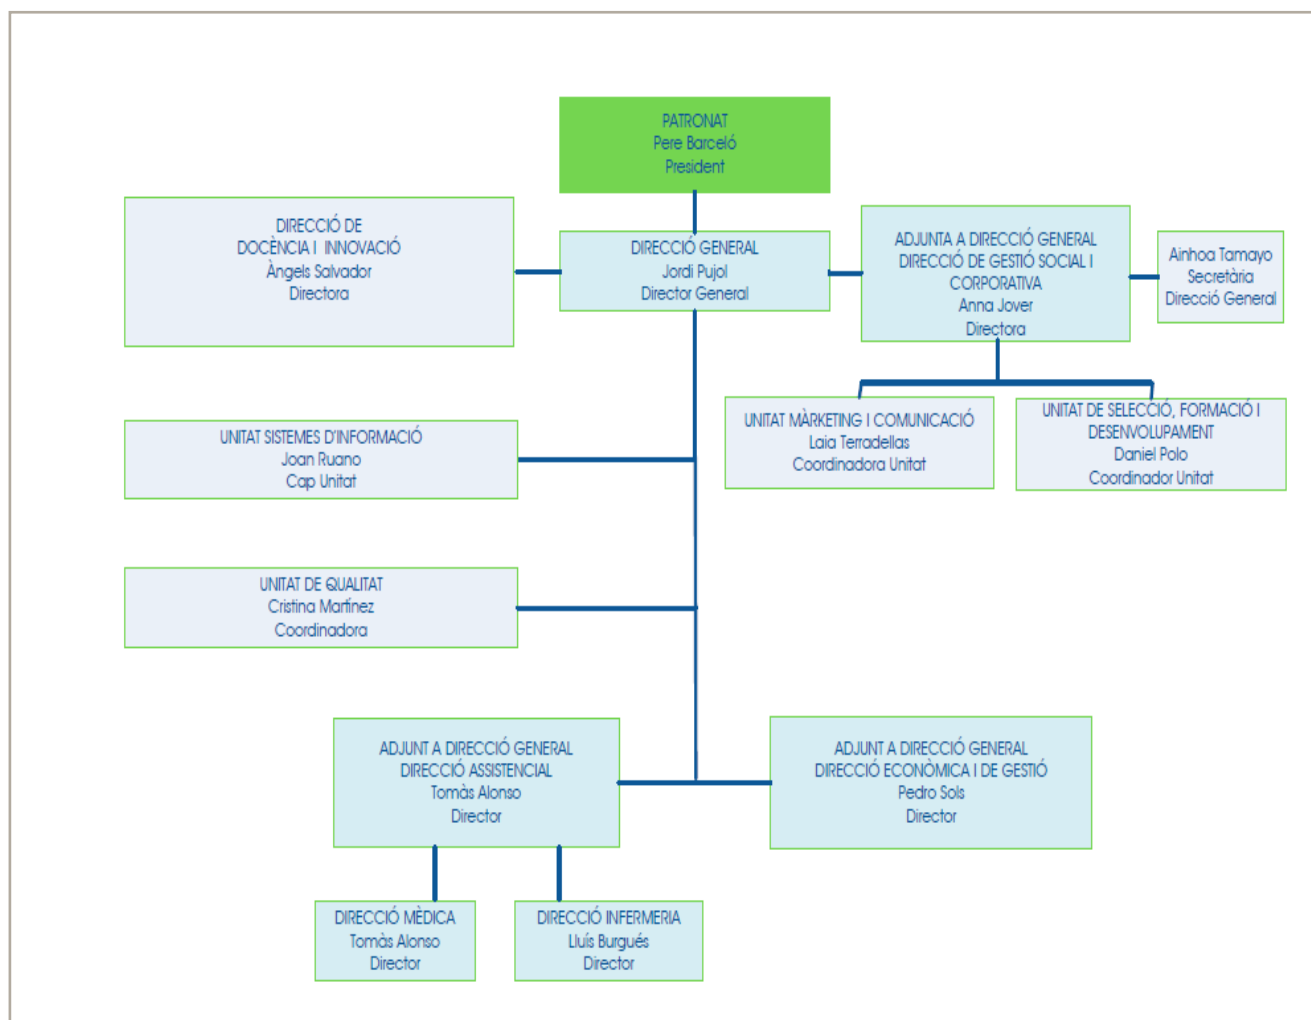 PATRONAT
Pere Barceló
President
DIRECCIÓ DE
DOCÈNCIA I INNOVACIÓ
Àngels Salvador
Directora
DIRECCIÓ GENERAL
Jordi Pujol
Director General
ADJUNTA A DIRECCIÓ GENERAL
DIRECCIÓ DE GESTIÓ SOCIAL I
CORPORATIVA
Anna Jover
Directora
Ainhoa Tamayo
Secretària
Direcció General
UNITAT MÀRKETING I COMUNICACIÓ
Laia Terradellas
Coordinadora Unitat
UNITAT DE SELECCIÓ, FORMACIÓ I
DESENVOLUPAMENT
Daniel Polo
Coordinador Unitat
UNITAT SISTEMES D'INFORMACIÓ
Joan Ruano
Cap Unitat
UNITAT DE QUALITAT
Cristina Martínez
Coordinadora
ADJUNT A DIRECCIÓ GENERAL
DIRECCIÓ ASSISTENCIAL
Tomàs Alonso
Director
ADJUNT A DIRECCIÓ GENERAL
DIRECCIÓ ECONÒMICA I DE GESTIÓ
Pedro Sols
Director
DIRECCIÓ MÈDICA
Tomàs Alonso
Director
DIRECCIÓ INFERMERIA
Lluís Burgués
Director